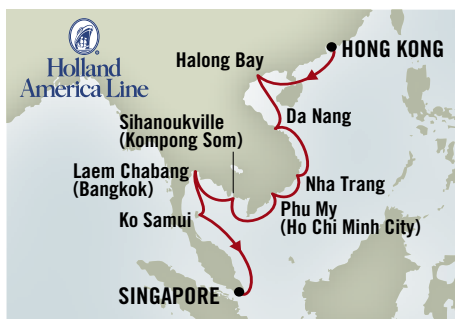 Holland
America Line
HONG KONG
Halong Bay
Da Nang
Sihanoukville
(Kompong Som)
Laem Chabang
(Bangkok)
Nha Trang
Ko Samui
Phu My
(Ho Chi Minh City)
SINGAPORE